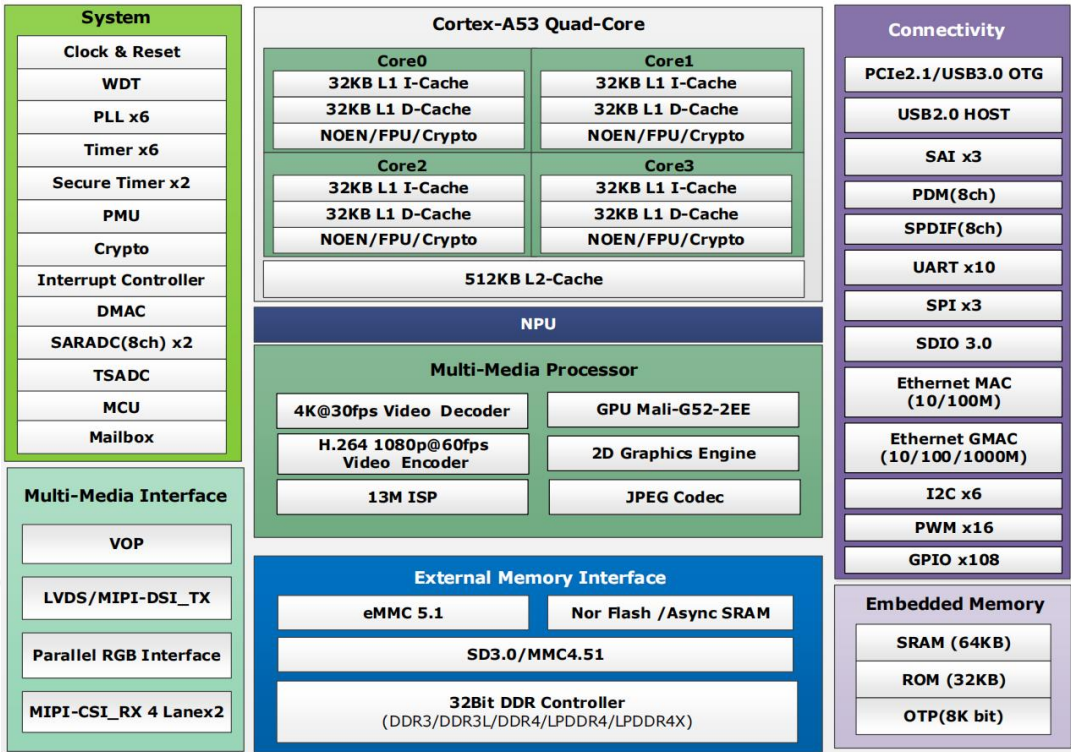 System
Clock & Reset
WDT
PLL x6
Timer x6
Secure Timer x2
PMU
Crypto
Interrupt Controller
DMAC
SARADC(8ch) x2
TSADC
MCU
Mailbox
Multi-Media Interface
VOP
LVDS/MIPI-DSI_TX
Parallel RGB Interface
MIPI-CSI_RX 4 Lanex2
Cortex-A53 Quad-Core
Core0
32KB L1 I-Cache
32KB L1 D-Cache
NOEN/FPU/Crypto
Core1
32KB L1 I-Cache
32KB L1 D-Cache
NOEN/FPU/Crypto
Core2
32KB L1 I-Cache
32KB L1 D-Cache
NOEN/FPU/Crypto
Core3
32KB L1 I-Cache
32KB L1 D-Cache
NOEN/FPU/Crypto
512KB L2-Cache
NPU
Multi-Media Processor
4K@30fps Video Decoder
GPU Mali-G52-2EE
H.264 1080p@60fps
Video Encoder
2D Graphics Engine
13M ISP
JPEG Codec
External Memory Interface
eMMC 5.1
Nor Flash /Async SRAM
SD3.0/MMC4.51
32Bit DDR Controller
(DDR3/DDR3L/DDR4/LPDDR4/LPDDR4X)
Connectivity
PCIe2.1/USB3.0 OTG
USB2.0 HOST
SAI x3
PDM(8ch)
SPDIF(8ch)
UART x10
SPI x3
SDIO 3.0
Ethernet MAC
(10/100M)
Ethernet GMAC
(10/100/1000M)
I2C x6
PWM x16
GPIO x108
Embedded Memory
SRAM (64KB)
ROM (32KB)
OTP(8K bit)